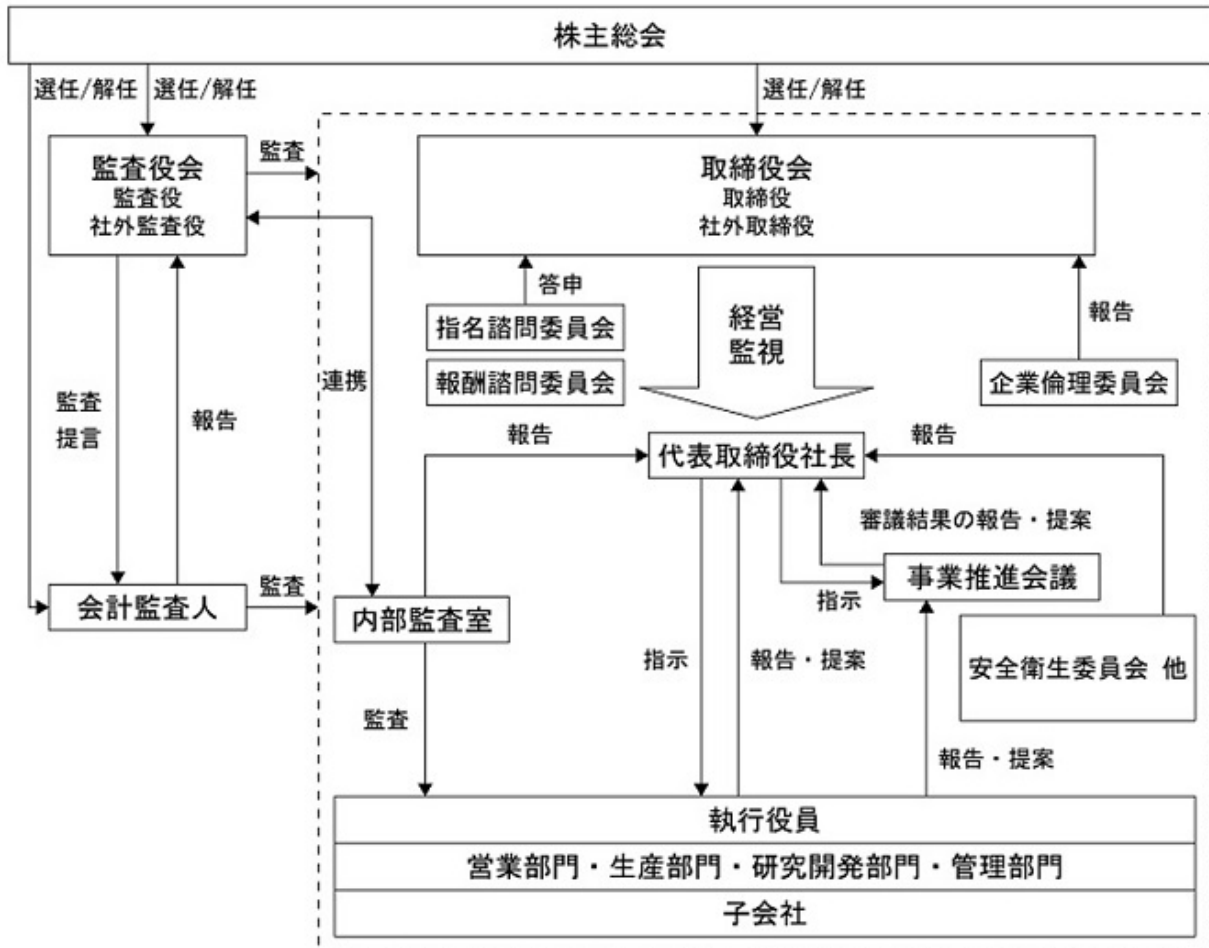 株主総会
選任/解任
選任/解任
選任/解任
監査役会
監査役
社外監査役
監査
取締役会
取締役
社外取締役
答申
指名諮問委員会
報酬諮問委員会
経営
監視
報告
企業倫理委員会
連携
監査
提言
報告
報告
代表取締役社長
報告
審議結果の報告・提案
事業推進会議
指示
会計監査人
監査
内部監査室
安全衛生委員会 他
指示
報告・提案
監査
報告・提案
執行役員
営業部門・生産部門・研究開発部門・管理部門
子会社